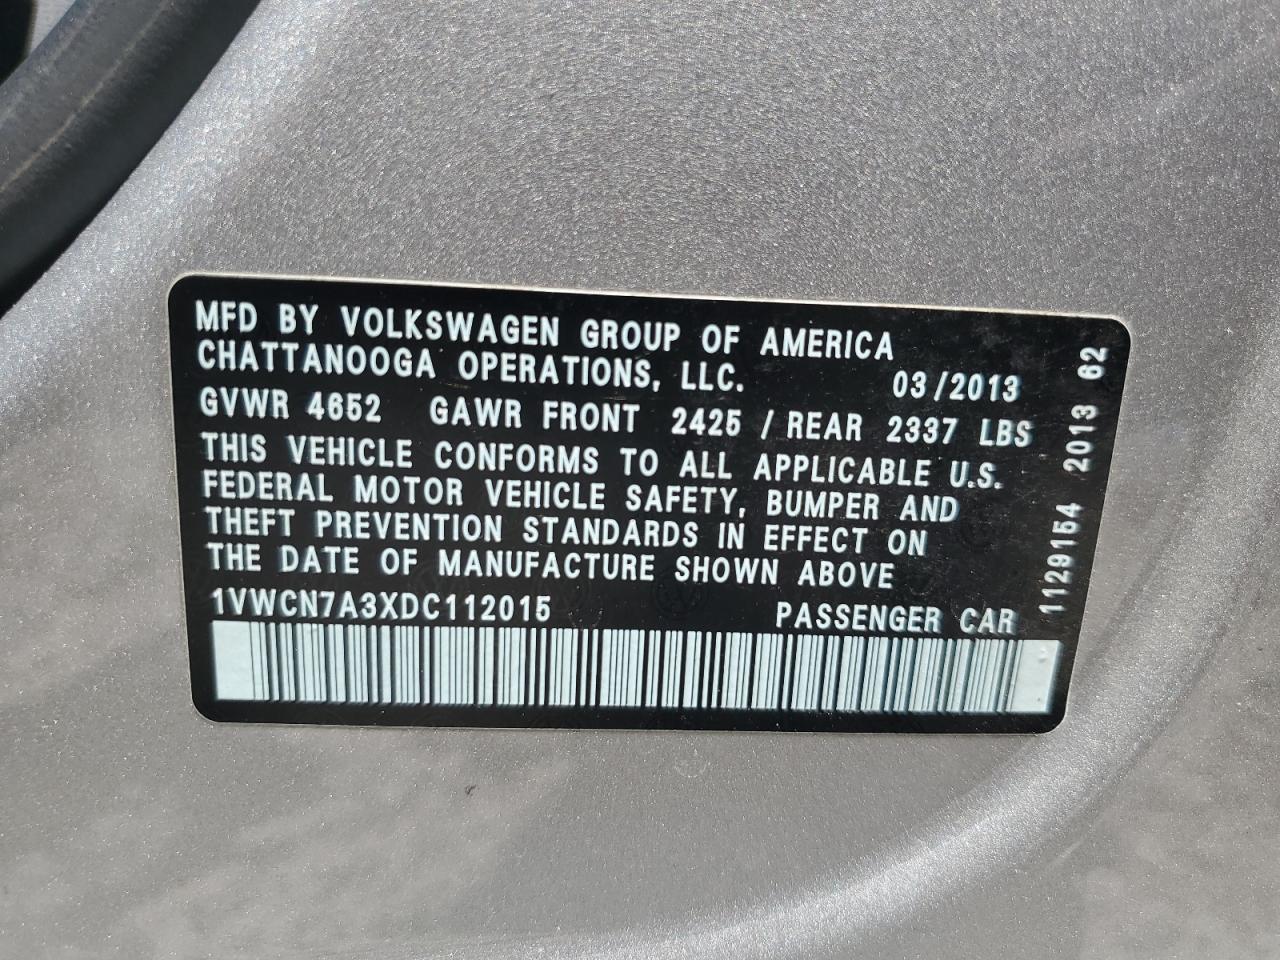 MFD BY VOLKSWAGEN GROUP OF AMERICA
CHATTANOOGA OPERATIONS, LLC. 03/2013
GVWR 4652 GAWR FRONT 2425 / REAR 2337 LBS
THIS VEHICLE CONFORMS TO ALL APPLICABLE U.S.
FEDERAL MOTOR VEHICLE SAFETY, BUMPER AND
THEFT PREVENTION STANDARDS IN EFFECT ON
THE DATE OF MANUFACTURE SHOWN ABOVE
1VWCN7A3XDC112015 PASSENGER CAR
1129154 2013 62